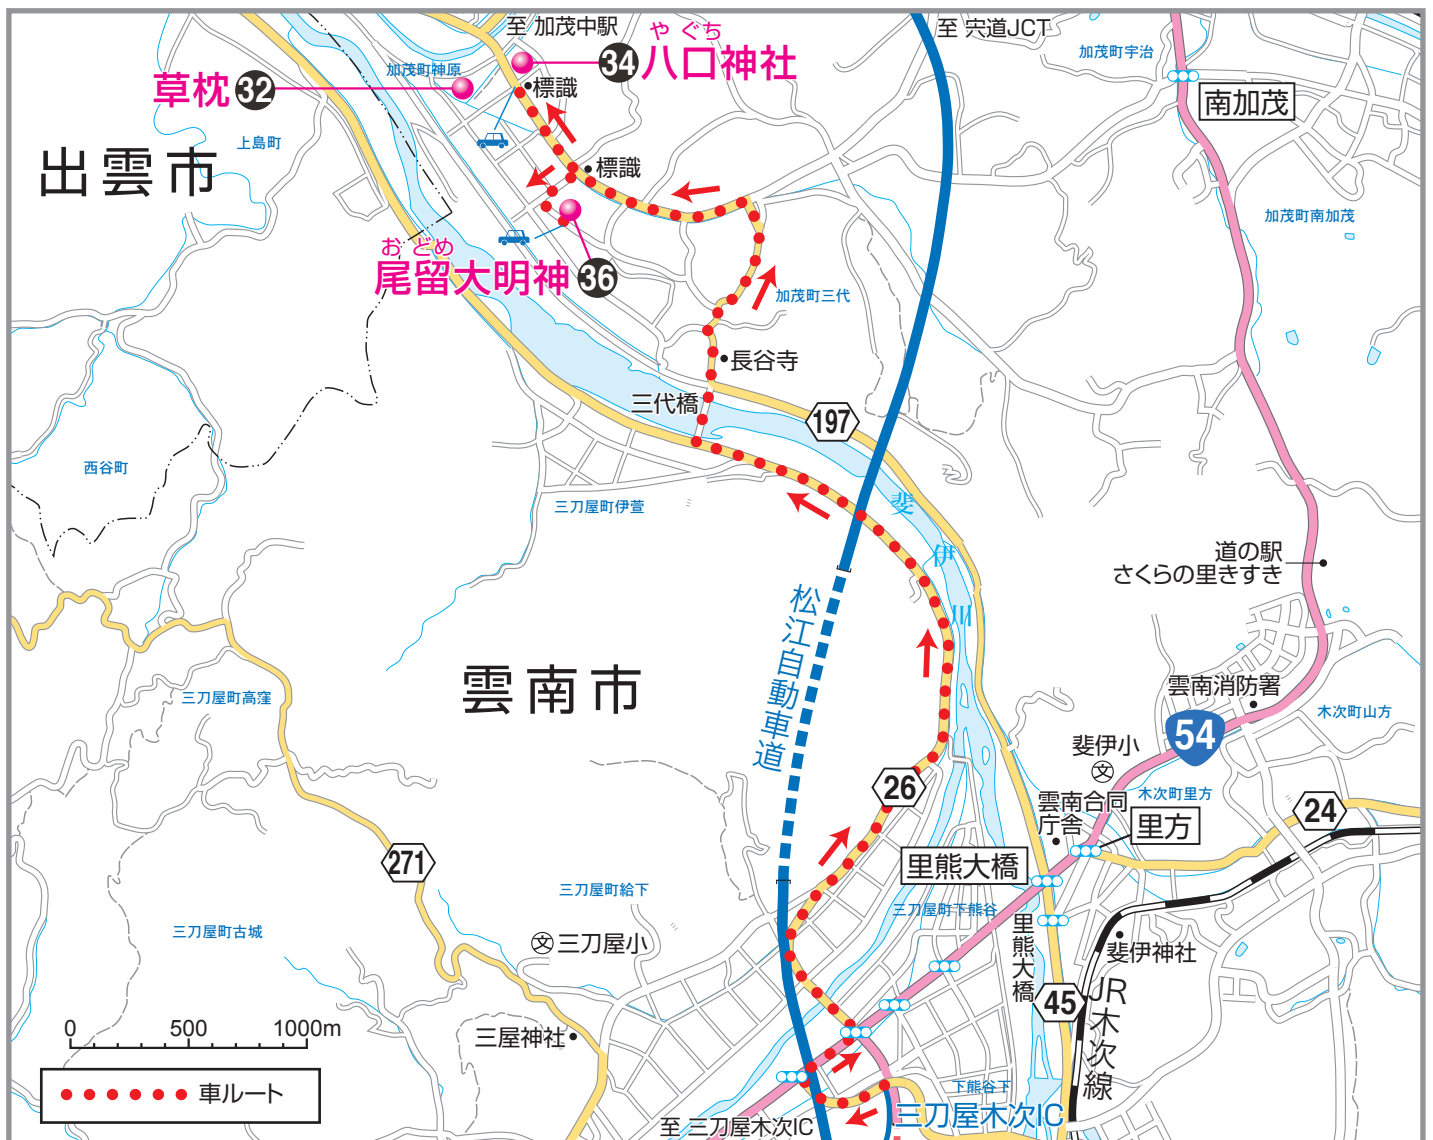 至 加茂中駅
至 宍道JCT
加茂町宇治
やぐち
34 八口神社
加茂町神原
草枕 32
標識
南加茂
上島町
出雲市
標識
加茂町南加茂
おどめ
尾留大明神 36
加茂町三代
長谷寺
三代橋
197
西谷町
三刀屋町伊萱
斐伊川
道の駅
さくらの里きすき
松江自動車道
雲南市
三刀屋町高窪
雲南消防署
木次町山方
54
斐伊小
文
26
木次町里方
雲南合同
庁舎
里方
24
271
里熊大橋
三刀屋町給下
三刀屋町下熊谷
三刀屋町古城
文 三刀屋小
里熊大橋
斐伊神社
45
JR木次線
0 500 1000m
三屋神社
車ルート
下熊谷下
三刀屋木次IC
至 三刀屋木次IC